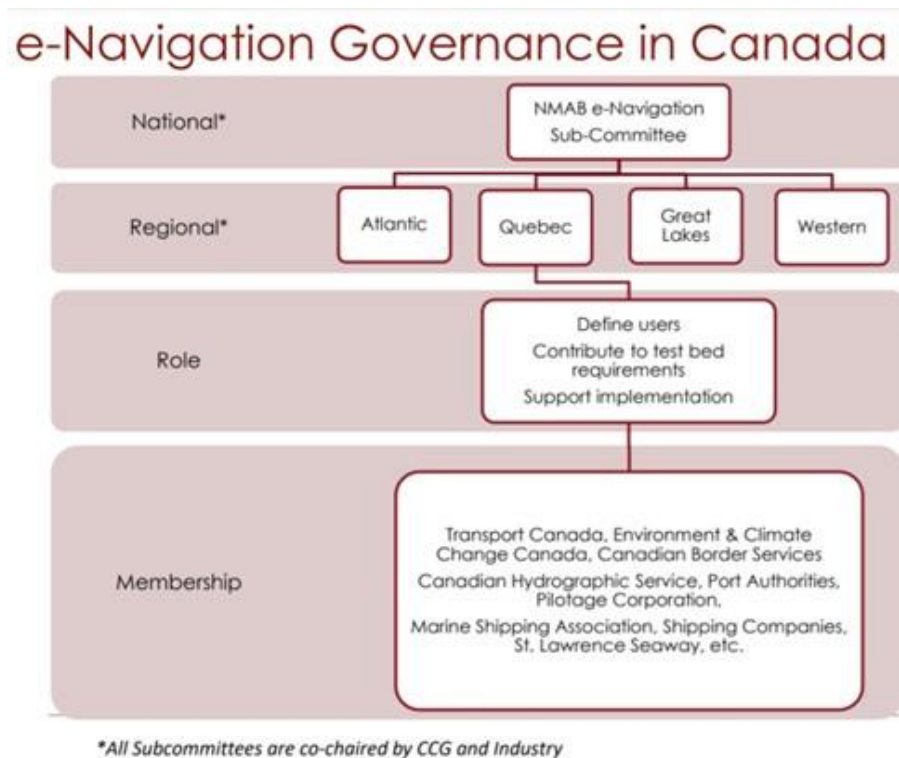 e-Navigation Governance in Canada
National*
NMAB e-Navigation
Sub-Committee
Regional*
Atlantic
Quebec
Great
Lakes
Western
Role
Define users
Contribute to test bed
requirements
Support implementation
Membership
Transport Canada, Environment & Climate
Change Canada, Canadian Border Services
Canadian Hydrographic Service, Port Authorities,
Pilotage Corporation,
Marine Shipping Association, Shipping Companies,
St. Lawrence Seaway, etc.
*All Subcommittees are co-chaired by CCG and Industry